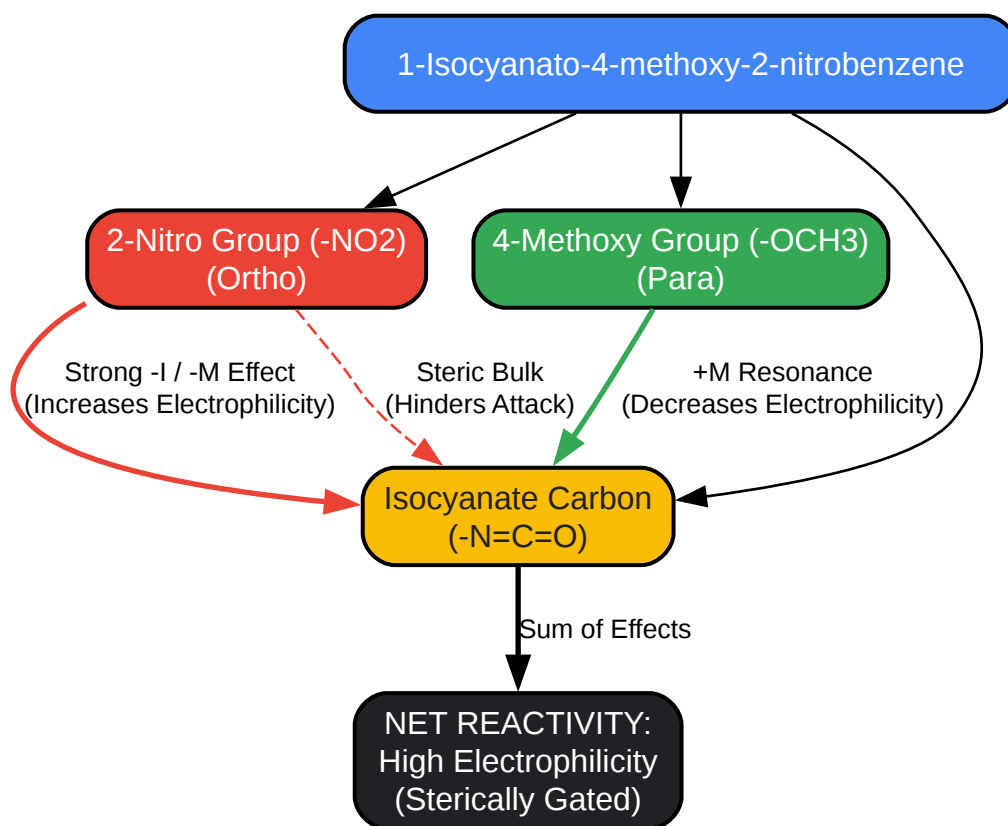 1-Isocyanato-4-methoxy-2-nitrobenzene
2-Nitro Group (-NO2)
(Ortho)
4-Methoxy Group (-OCH3)
(Para)
Strong -I / -M Effect
(Increases Electrophilicity)
Steric Bulk
(Hinders Attack)
+M Resonance
(Decreases Electrophilicity)
Isocyanate Carbon
(-N=C=O)
Sum of Effects
NET REACTIVITY:
High Electrophilicity
(Sterically Gated)